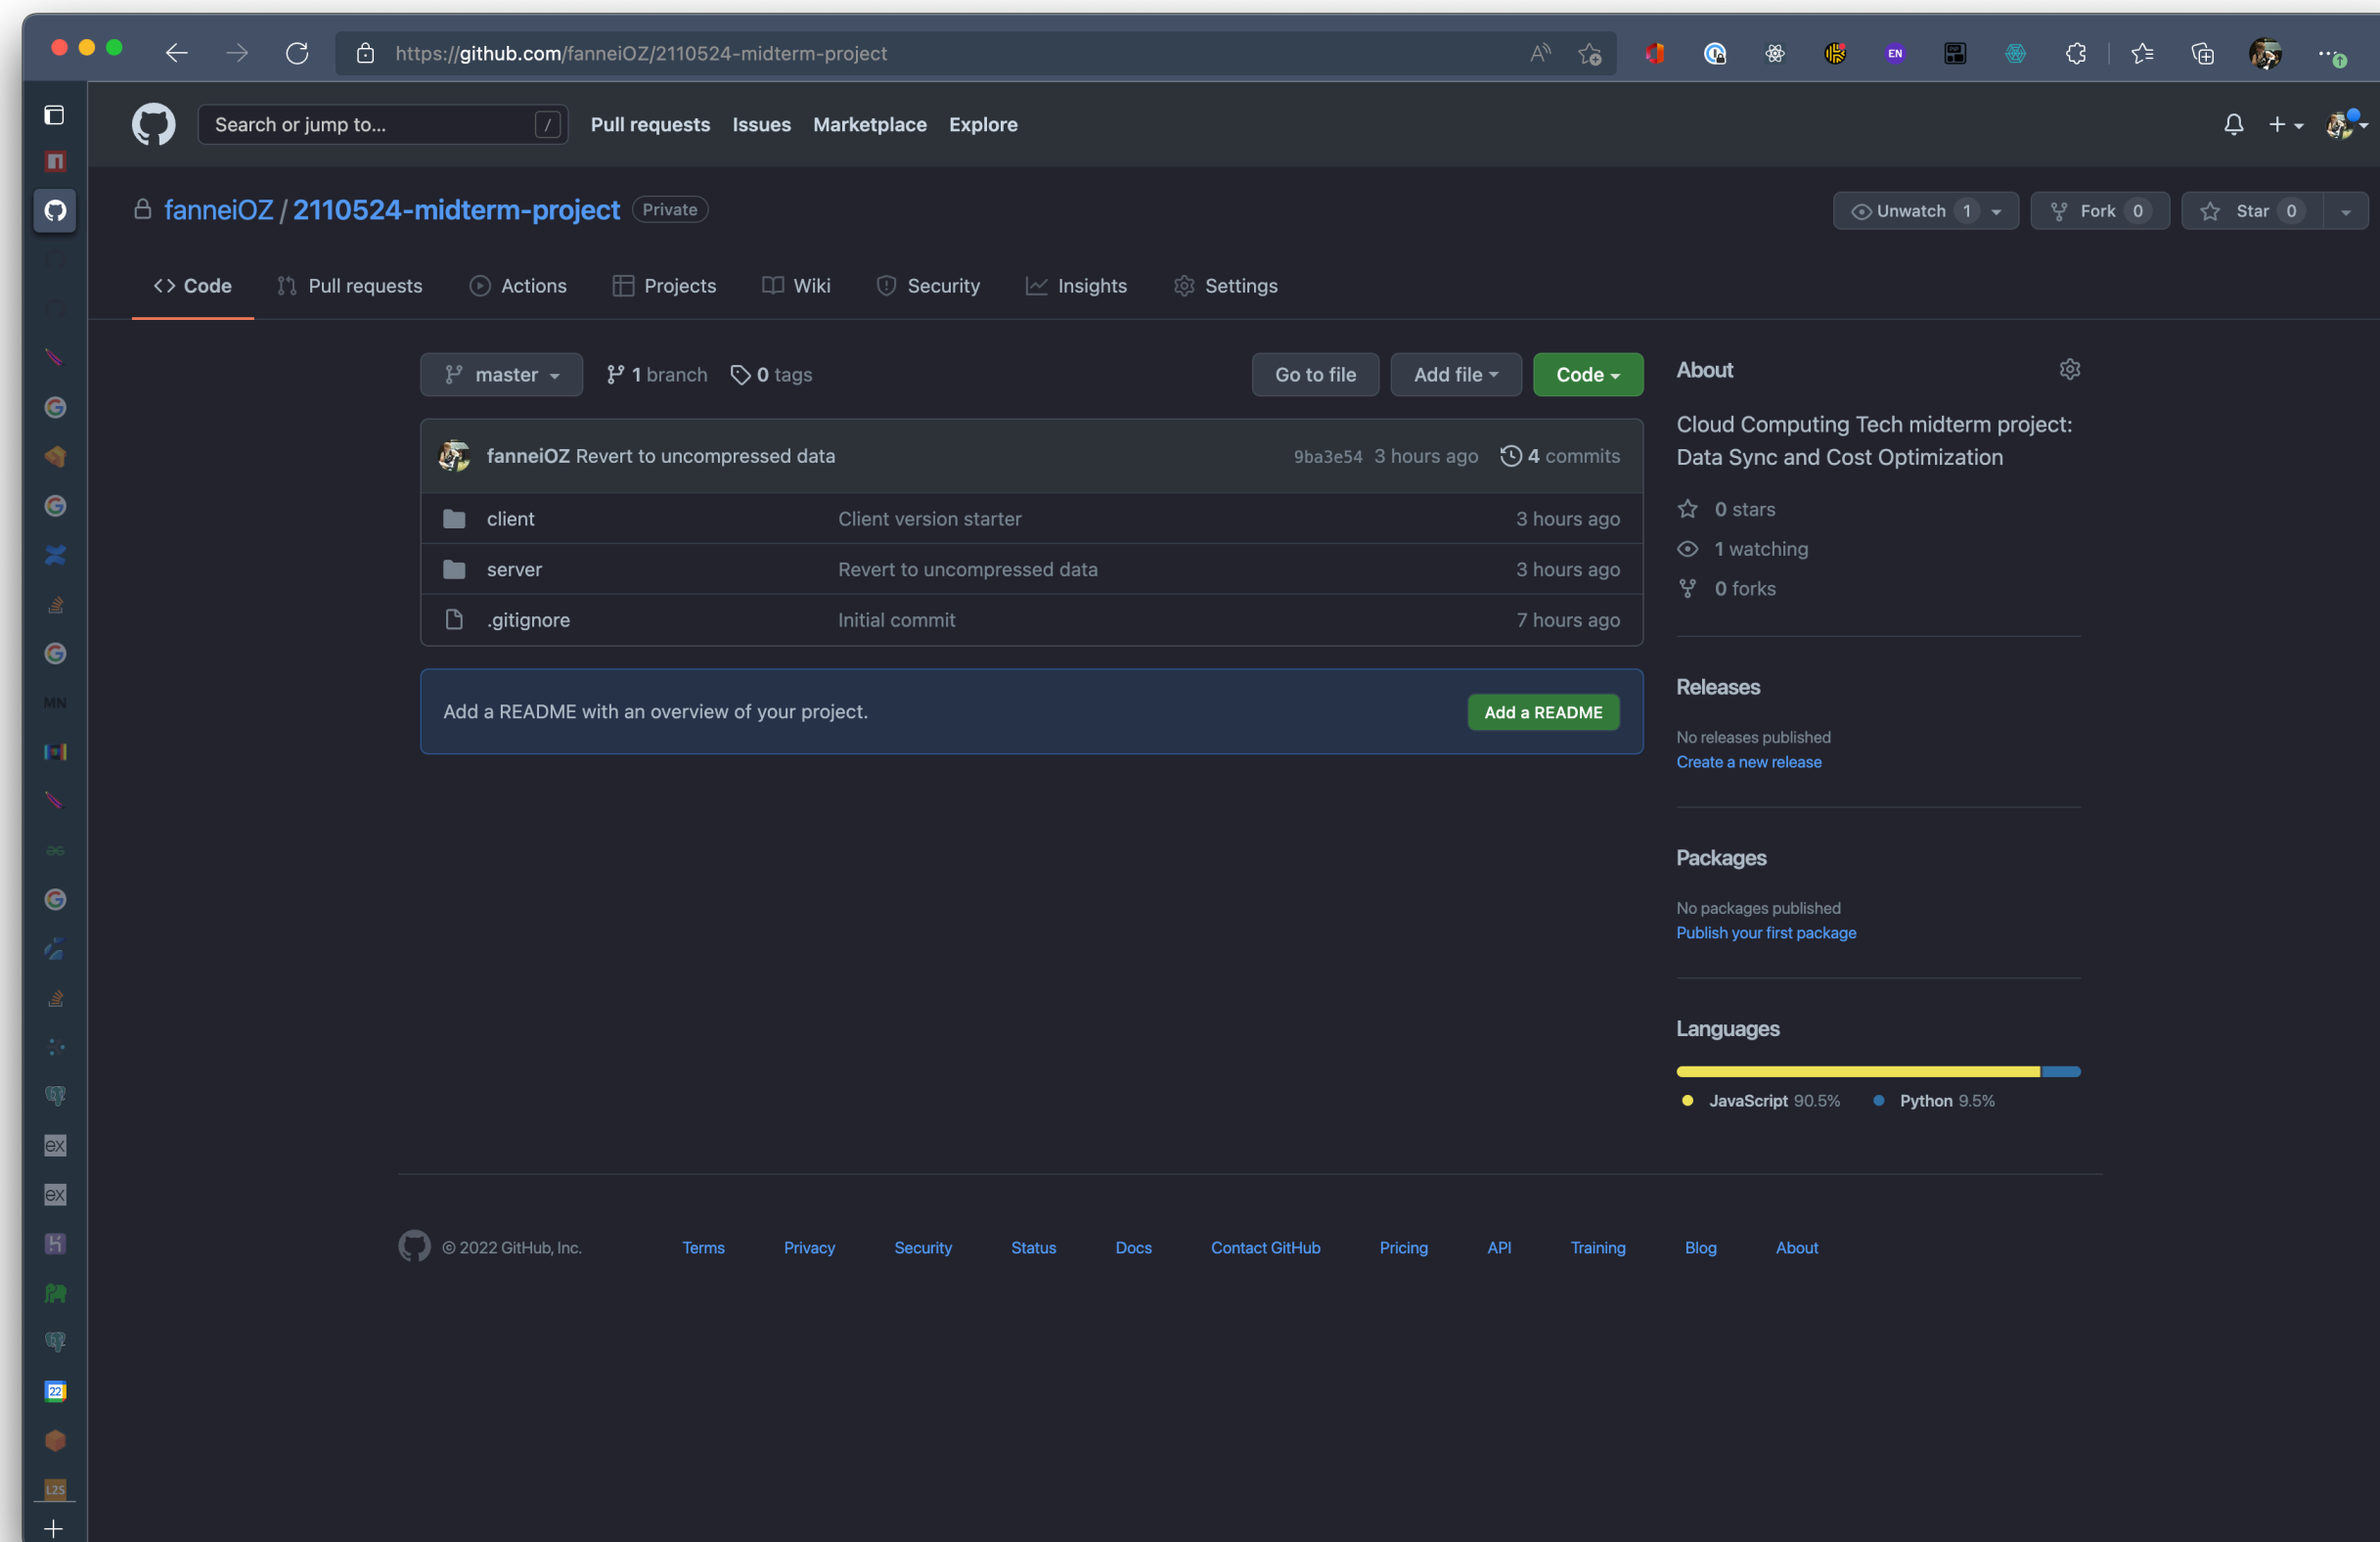 https://github.com/fanneiOZ/2110524-midterm-project
EN
Search or jump to... /
Pull requests Issues Marketplace Explore
fanneiOZ / 2110524-midterm-project Private
Unwatch 1 Fork 0 Star 0
Code Pull requests Actions Projects Wiki Security Insights Settings
master 1 branch 0 tags Go to file Add file Code
fanneiOZ Revert to uncompressed data 9ba3e54 3 hours ago 4 commits
client Client version starter 3 hours ago
server Revert to uncompressed data 3 hours ago
.gitignore Initial commit 7 hours ago
Add a README with an overview of your project. Add a README
About
Cloud Computing Tech midterm project:
Data Sync and Cost Optimization
0 stars
1 watching
0 forks
Releases
No releases published
Create a new release
Packages
No packages published
Publish your first package
Languages
JavaScript 90.5% Python 9.5%
© 2022 GitHub, Inc. Terms Privacy Security Status Docs Contact GitHub Pricing API Training Blog About
MN
ex
ex
22
L2S